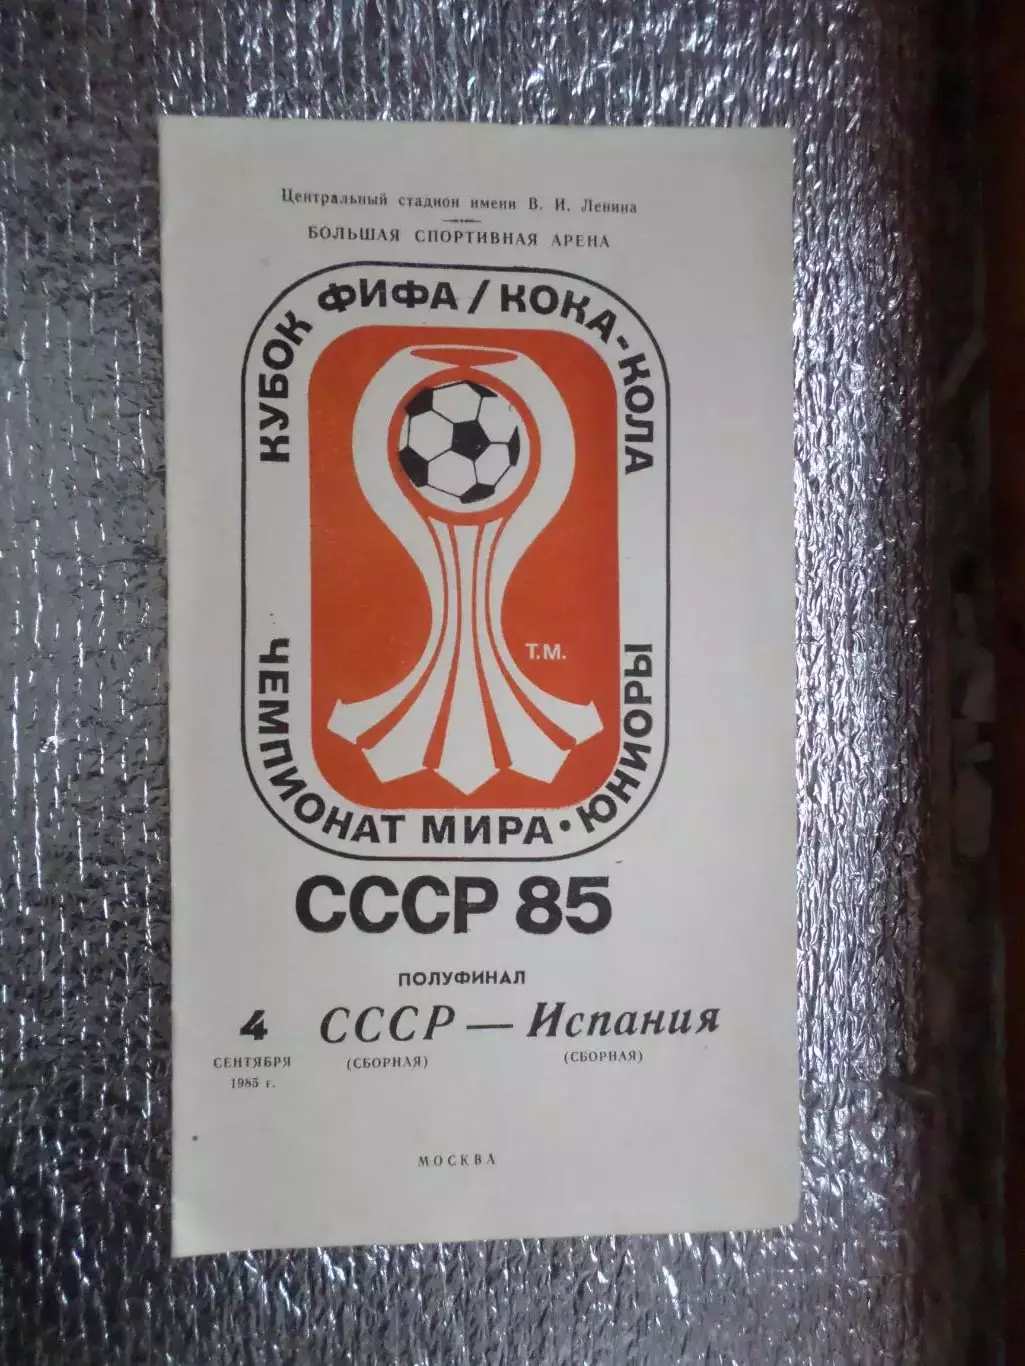 Центральный стадион имени В. И. Ленина
БОЛЬШАЯ СПОРТИВНАЯ АРЕНА
КУБОК ФИФА / КОКА-КОЛА
Т.М.
ЧЕМПИОНАТ МИРА · ЮНИОРЫ
СССР 85
ПОЛУФИНАЛ
4 СССР — Испания
СЕНТЯБРЯ (СБОРНАЯ) (СБОРНАЯ)
1985 г.
МОСКВА